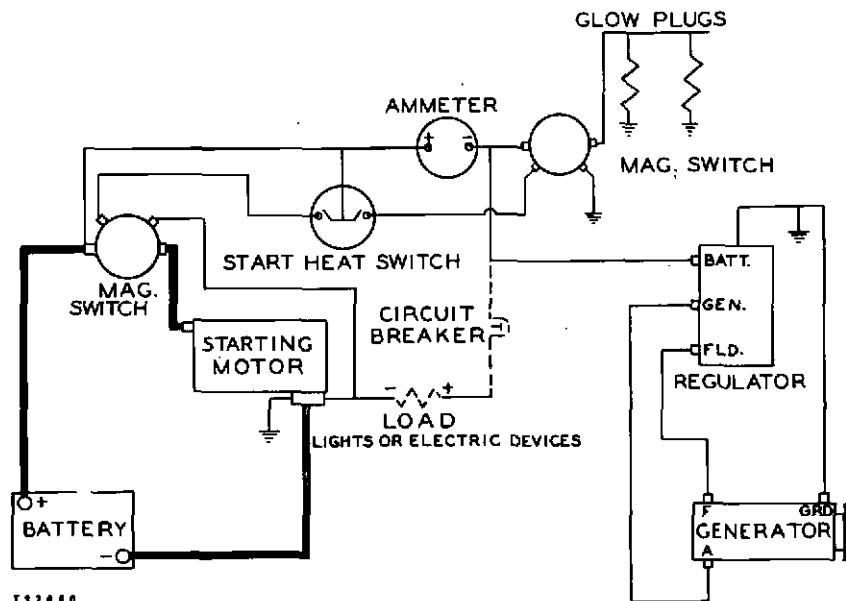 GLOW PLUGS
AMMETER
+ -
MAG. SWITCH
START HEAT SWITCH
MAG.
SWITCH
BATT.
GEN.
FLD.
REGULATOR
CIRCUIT
BREAKER
STARTING
MOTOR
- +
LOAD
LIGHTS OR ELECTRIC DEVICES
+
BATTERY
-
F GRD.
GENERATOR
A